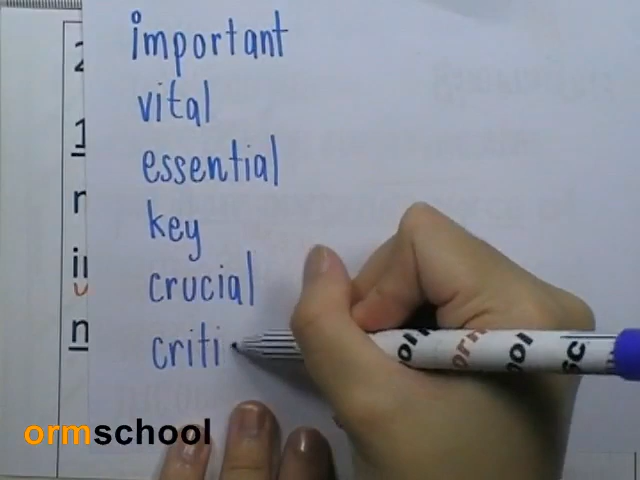 important
vital
essential
key
crucial
criti
ormschool